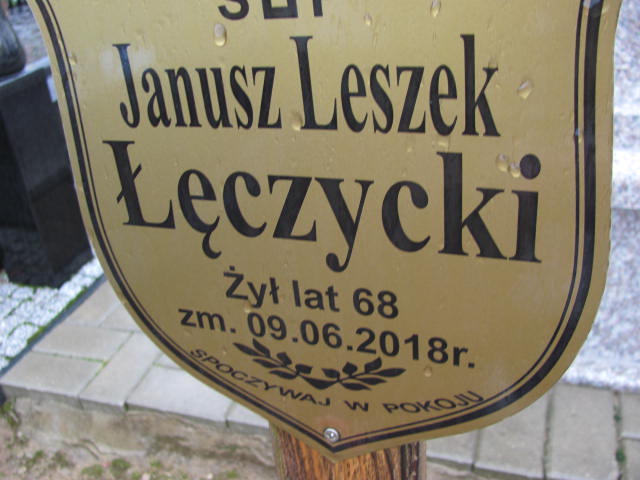 Janusz Leszek
Łęczycki
Żył lat 68
zm. 09.06.2018r.
SPOCZYWAJ W POKOJU